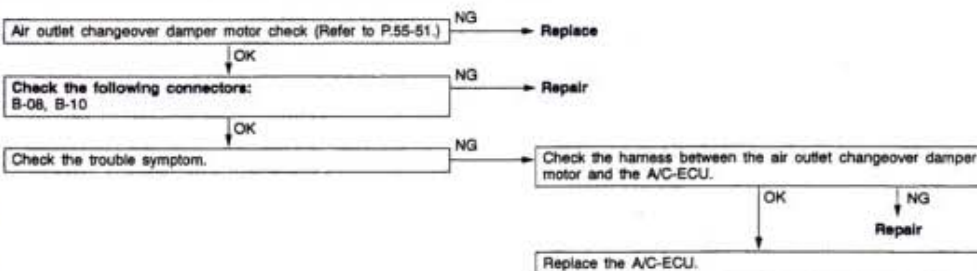 NG
Air outlet changeover damper motor check (Refer to P.55-51.)
Replace
OK
NG
Check the following connectors:
B-08, B-10
Repair
OK
NG
Check the trouble symptom.
Check the harness between the air outlet changeover damper
motor and the A/C-ECU.
OK
NG
Repair
Replace the A/C-ECU.